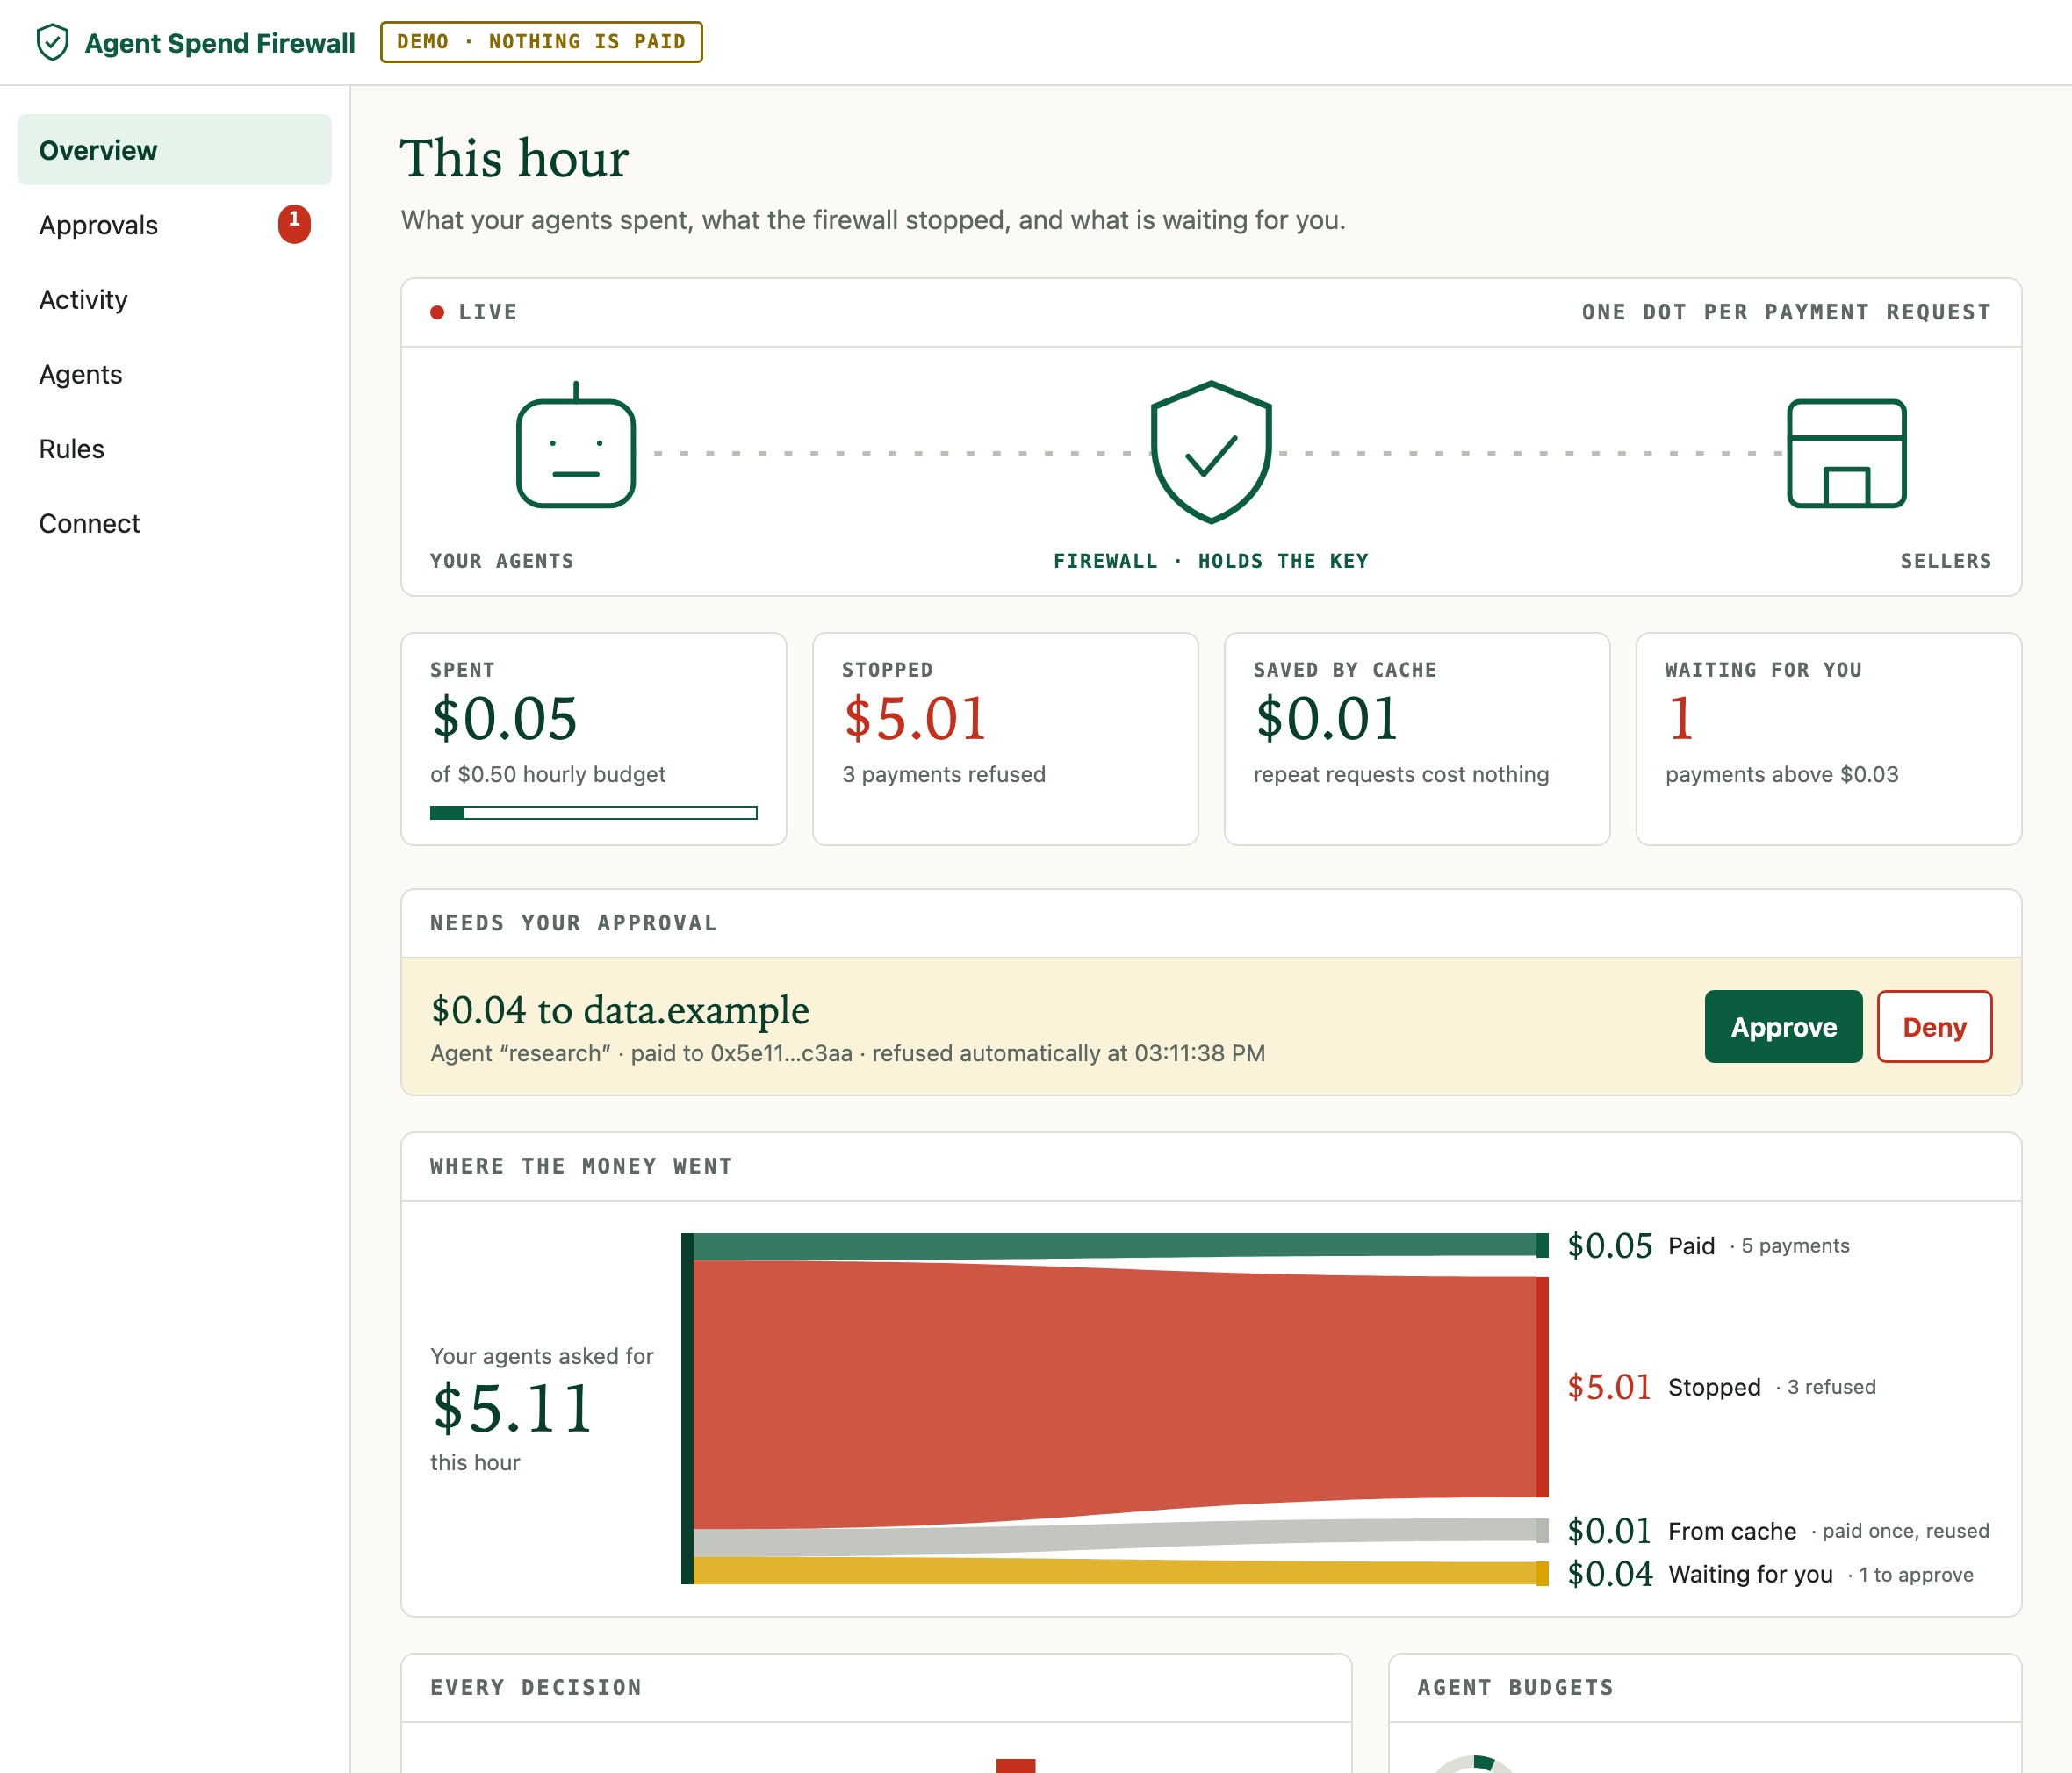 Agent Spend Firewall
DEMO · NOTHING IS PAID
Overview
Approvals
1
Activity
Agents
Rules
Connect
This hour
What your agents spent, what the firewall stopped, and what is waiting for you.
LIVE
ONE DOT PER PAYMENT REQUEST
YOUR AGENTS
FIREWALL · HOLDS THE KEY
SELLERS
SPENT
$0.05
of $0.50 hourly budget
STOPPED
$5.01
3 payments refused
SAVED BY CACHE
$0.01
repeat requests cost nothing
WAITING FOR YOU
1
payments above $0.03
NEEDS YOUR APPROVAL
$0.04 to data.example
Agent “research” · paid to 0x5e11…c3aa · refused automatically at 03:11:38 PM
Approve
Deny
WHERE THE MONEY WENT
Your agents asked for
$5.11
this hour
$0.05 Paid · 5 payments
$5.01 Stopped · 3 refused
$0.01 From cache · paid once, reused
$0.04 Waiting for you · 1 to approve
EVERY DECISION
AGENT BUDGETS